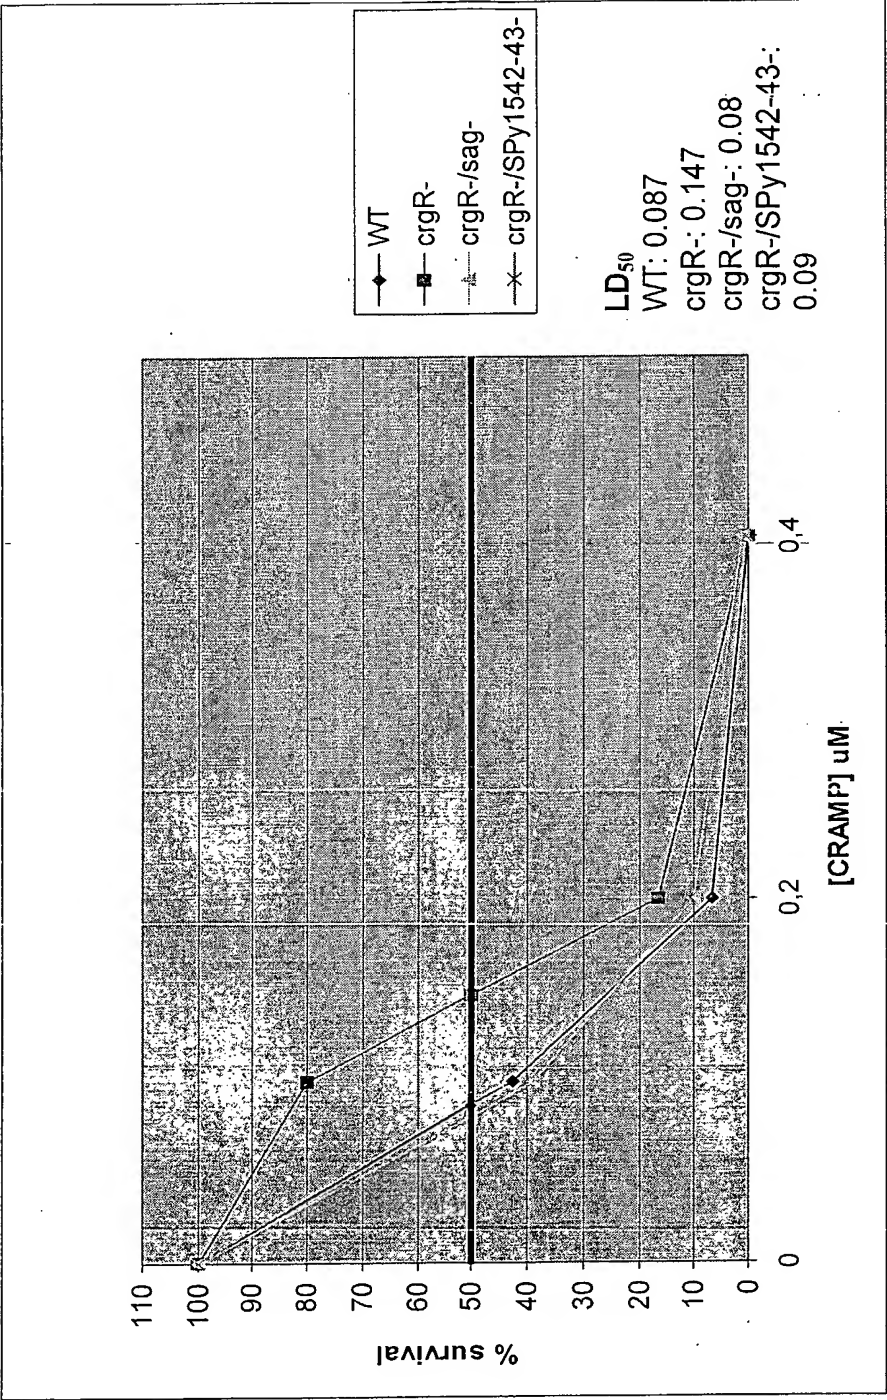 110
100
90
80
70
60
50
40
30
20
10
0
% survival
0
0,2
0,4
[CRAMP] uM
WT
crgR-
crgR-/sag-
crgR-/SPy1542-43-
LD50
WT: 0.087
crgR-: 0.147
crgR-/sag-: 0.08
crgR-/SPy1542-43-:
0.09